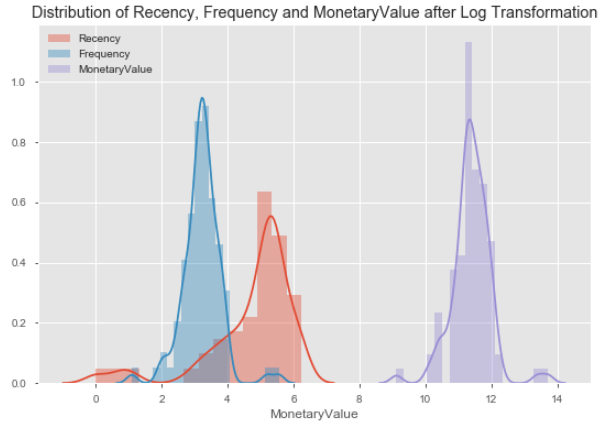 Distribution of Recency, Frequency and MonetaryValue after Log Transformation
Recency
Frequency
MonetaryValue
1.0
0.8
0.6
0.4
0.2
0.0
0 2 4 6 8 10 12 14
MonetaryValue